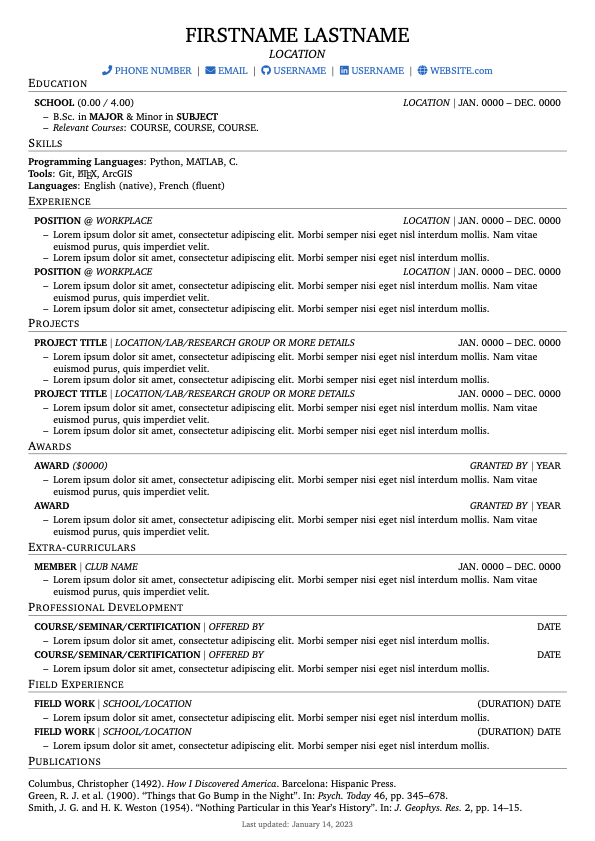 FIRSTNAME LASTNAME
LOCATION
PHONE NUMBER | EMAIL | USERNAME | USERNAME | WEBSITE.com
EDUCATION
SCHOOL (0.00 / 4.00) LOCATION | JAN. 0000 – DEC. 0000
– B.Sc. in MAJOR & Minor in SUBJECT
– Relevant Courses: COURSE, COURSE, COURSE.
SKILLS
Programming Languages: Python, MATLAB, C.
Tools: Git, LATEX, ArcGIS
Languages: English (native), French (fluent)
EXPERIENCE
POSITION @ WORKPLACE LOCATION | JAN. 0000 – DEC. 0000
– Lorem ipsum dolor sit amet, consectetur adipiscing elit. Morbi semper nisi eget nisl interdum mollis. Nam vitae
euismod purus, quis imperdiet velit.
– Lorem ipsum dolor sit amet, consectetur adipiscing elit. Morbi semper nisi eget nisl interdum mollis.
POSITION @ WORKPLACE LOCATION | JAN. 0000 – DEC. 0000
– Lorem ipsum dolor sit amet, consectetur adipiscing elit. Morbi semper nisi eget nisl interdum mollis. Nam vitae
euismod purus, quis imperdiet velit.
– Lorem ipsum dolor sit amet, consectetur adipiscing elit. Morbi semper nisi eget nisl interdum mollis.
PROJECTS
PROJECT TITLE | LOCATION/LAB/RESEARCH GROUP OR MORE DETAILS JAN. 0000 – DEC. 0000
– Lorem ipsum dolor sit amet, consectetur adipiscing elit. Morbi semper nisi eget nisl interdum mollis. Nam vitae
euismod purus, quis imperdiet velit.
– Lorem ipsum dolor sit amet, consectetur adipiscing elit. Morbi semper nisi eget nisl interdum mollis.
PROJECT TITLE | LOCATION/LAB/RESEARCH GROUP OR MORE DETAILS JAN. 0000 – DEC. 0000
– Lorem ipsum dolor sit amet, consectetur adipiscing elit. Morbi semper nisi eget nisl interdum mollis. Nam vitae
euismod purus, quis imperdiet velit.
– Lorem ipsum dolor sit amet, consectetur adipiscing elit. Morbi semper nisi eget nisl interdum mollis.
AWARDS
AWARD ($0000) GRANTED BY | YEAR
– Lorem ipsum dolor sit amet, consectetur adipiscing elit. Morbi semper nisi eget nisl interdum mollis. Nam vitae
euismod purus, quis imperdiet velit.
AWARD GRANTED BY | YEAR
– Lorem ipsum dolor sit amet, consectetur adipiscing elit. Morbi semper nisi eget nisl interdum mollis. Nam vitae
euismod purus, quis imperdiet velit.
EXTRA-CURRICULARS
MEMBER | CLUB NAME JAN. 0000 – DEC. 0000
– Lorem ipsum dolor sit amet, consectetur adipiscing elit. Morbi semper nisi eget nisl interdum mollis. Nam vitae
euismod purus, quis imperdiet velit.
PROFESSIONAL DEVELOPMENT
COURSE/SEMINAR/CERTIFICATION | OFFERED BY DATE
– Lorem ipsum dolor sit amet, consectetur adipiscing elit. Morbi semper nisi eget nisl interdum mollis.
COURSE/SEMINAR/CERTIFICATION | OFFERED BY DATE
– Lorem ipsum dolor sit amet, consectetur adipiscing elit. Morbi semper nisi eget nisl interdum mollis.
FIELD EXPERIENCE
FIELD WORK | SCHOOL/LOCATION (DURATION) DATE
– Lorem ipsum dolor sit amet, consectetur adipiscing elit. Morbi semper nisi eget nisl interdum mollis.
FIELD WORK | SCHOOL/LOCATION (DURATION) DATE
– Lorem ipsum dolor sit amet, consectetur adipiscing elit. Morbi semper nisi eget nisl interdum mollis.
PUBLICATIONS
Columbus, Christopher (1492). How I Discovered America. Barcelona: Hispanic Press.
Green, R. J. et al. (1900). “Things that Go Bump in the Night”. In: Psych. Today 46, pp. 345–678.
Smith, J. G. and H. K. Weston (1954). “Nothing Particular in this Year’s History”. In: J. Geophys. Res. 2, pp. 14–15.
Last updated: January 14, 2023